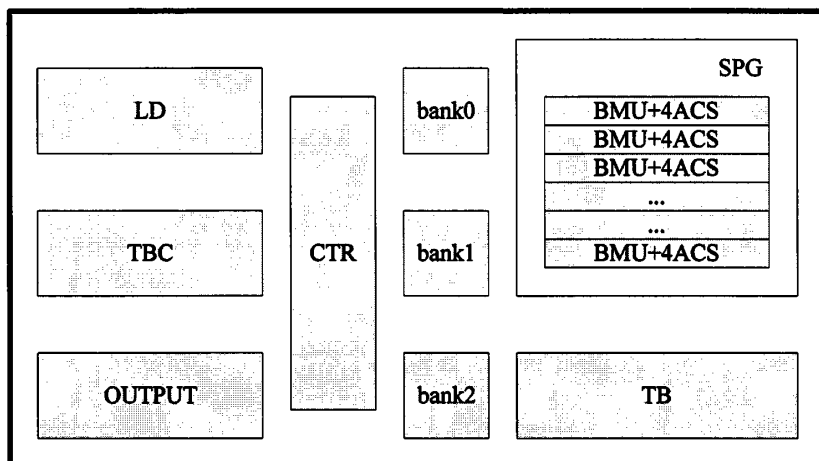 LD
TBC
OUTPUT
CTR
bank0
bank1
bank2
SPG
BMU+4ACS
BMU+4ACS
BMU+4ACS
...
...
BMU+4ACS
TB